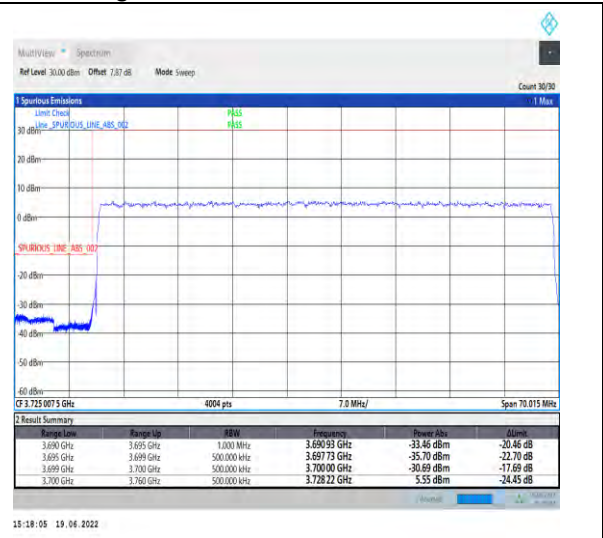 MultiView Spectrum
Ref Level 30.00 dBm Offset 7.87 dB Mode Sweep
Count 30/30
1 Spurious Emissions 1 Max
Limit Check PASS
Line _SPURIOUS_LINE_ABS_002 PASS
30 dBm
20 dBm
10 dBm
0 dBm
_SPURIOUS_LINE_ABS_002
-20 dBm
-30 dBm
-40 dBm
-50 dBm
-60 dBm
CF 3.725 007 5 GHz 4004 pts 7.0 MHz/ Span 70.015 MHz
2 Result Summary
Range Low Range Up RBW Frequency Power Abs ΔLimit
3.690 GHz 3.695 GHz 1.000 MHz 3.690 93 GHz -33.46 dBm -20.46 dB
3.695 GHz 3.699 GHz 500.000 kHz 3.697 73 GHz -35.70 dBm -22.70 dB
3.699 GHz 3.700 GHz 500.000 kHz 3.700 00 GHz -30.69 dBm -17.69 dB
3.700 GHz 3.760 GHz 500.000 kHz 3.728 22 GHz 5.55 dBm -24.45 dB
15:18:05 19.06.2022